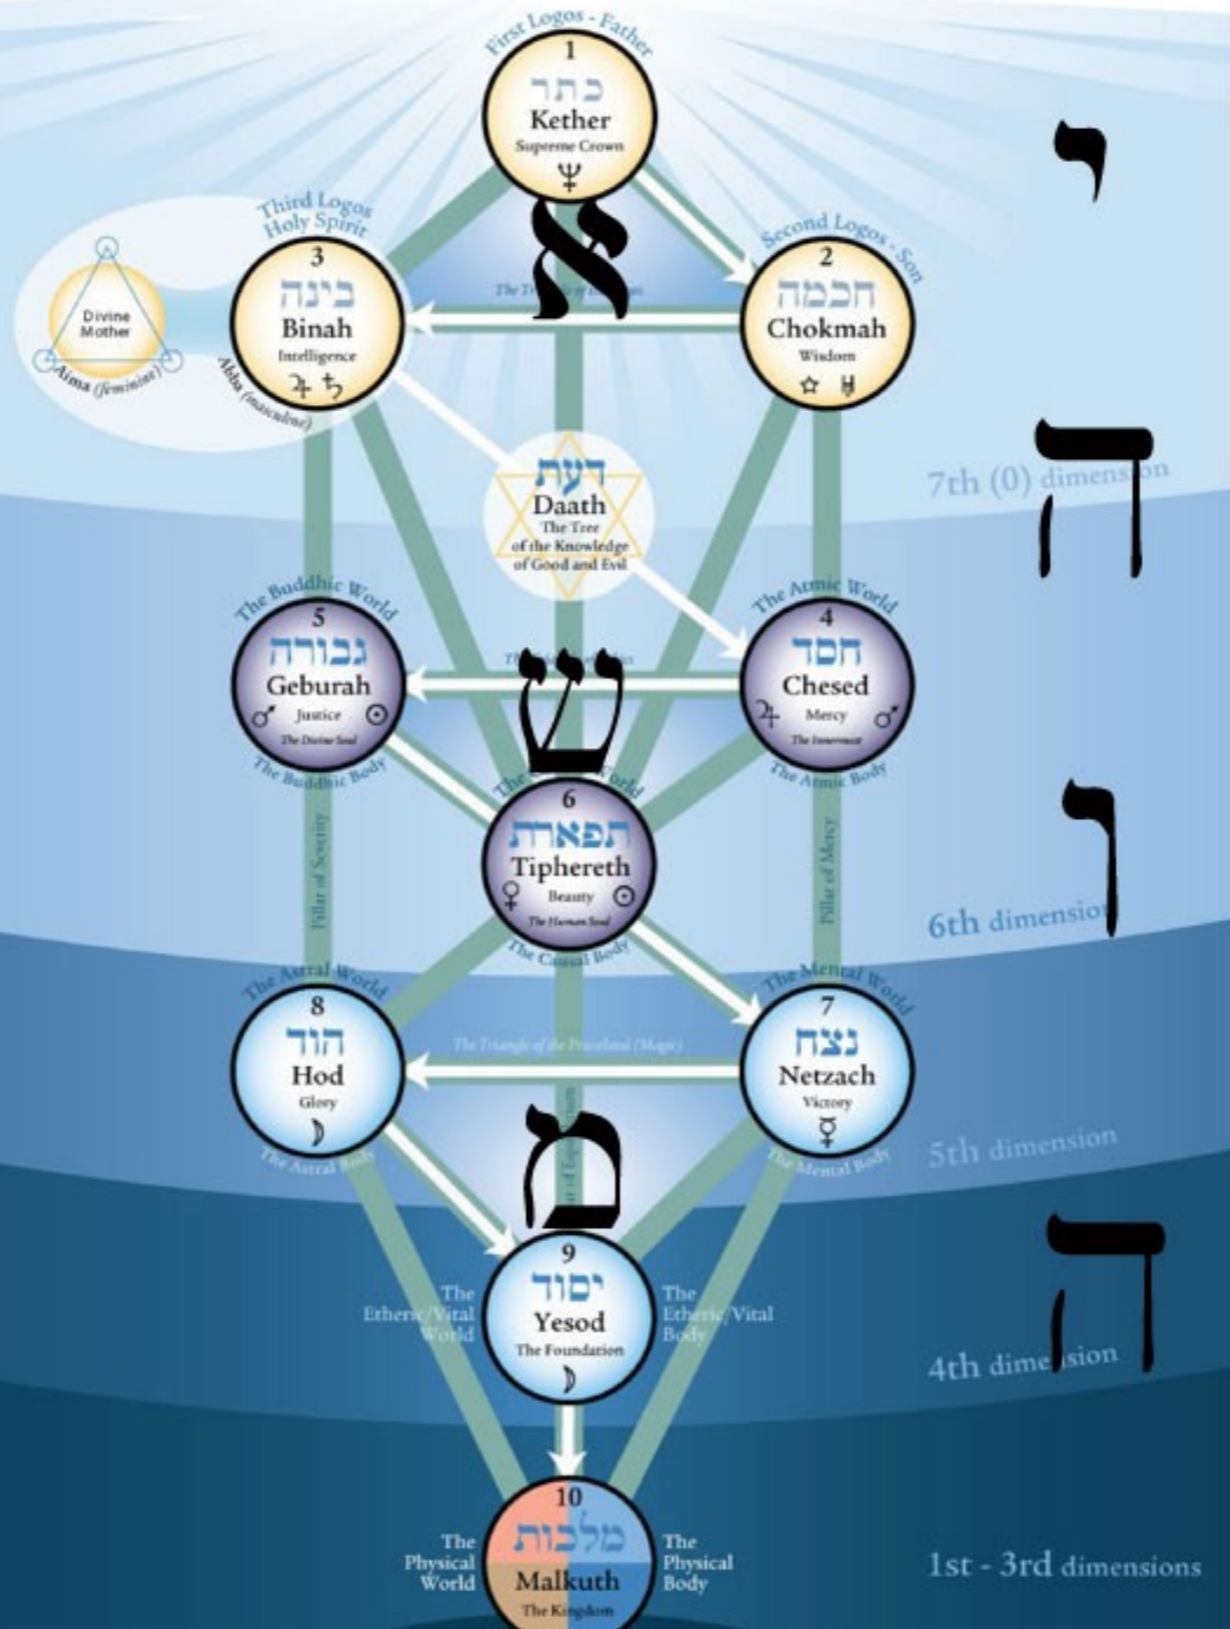 First Logos - Father
1
כתר
Kether
Supreme Crown
י
א
Third Logos
Holy Spirit
3
בינה
Binah
Intelligence
Divine
Mother
Aima (feminine)
Abba (masculine)
Second Logos - Son
2
חכמה
Chokmah
Wisdom
ה
7th (0) dimension
דעת
Daath
The Tree
of the Knowledge
of Good and Evil
The Buddhic World
5
גבורה
Geburah
Justice
The Divine Soul
The Buddhic Body
ש
The Atmic World
4
חסד
Chesed
Mercy
The Innermost
The Atmic Body
The
World
6
תפארת
Tiphereth
Beauty
The Human Soul
The Causal Body
ו
Pillar of Severity
Pillar of Mercy
6th dimension
The Astral World
8
הוד
Hod
Glory
The Astral Body
The Triangle of the Priesthood (Magic)
The Mental World
7
נצח
Netzach
Victory
The Mental Body
5th dimension
מ
9
יסוד
Yesod
The Foundation
The
Etheric/Vital
World
The
Etheric/Vital
Body
ה
4th dimension
10
מלכות
Malkuth
The Kingdom
The
Physical
World
The
Physical
Body
1st - 3rd dimensions